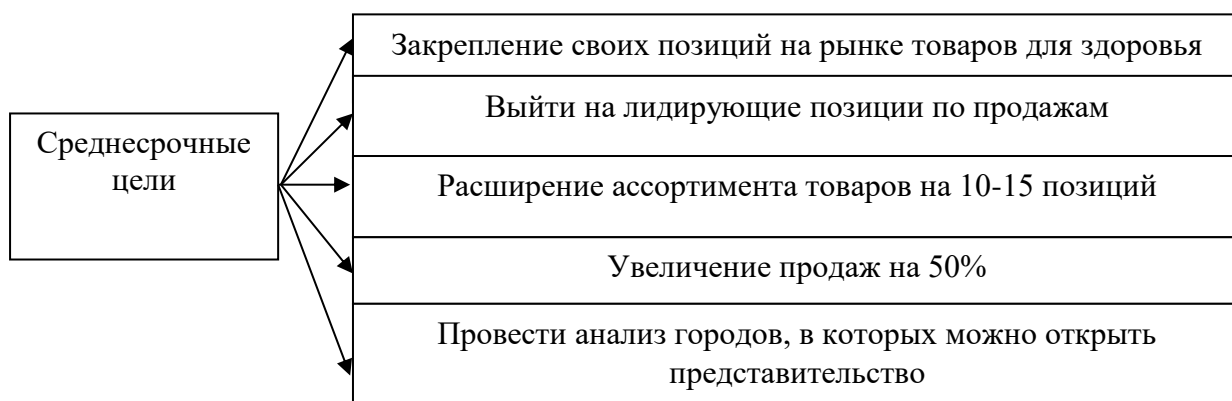 Закрепление своих позиций на рынке товаров для здоровья
Выйти на лидирующие позиции по продажам
Среднесрочные
цели
Расширение ассортимента товаров на 10-15 позиций
Увеличение продаж на 50%
Провести анализ городов, в которых можно открыть
представительство